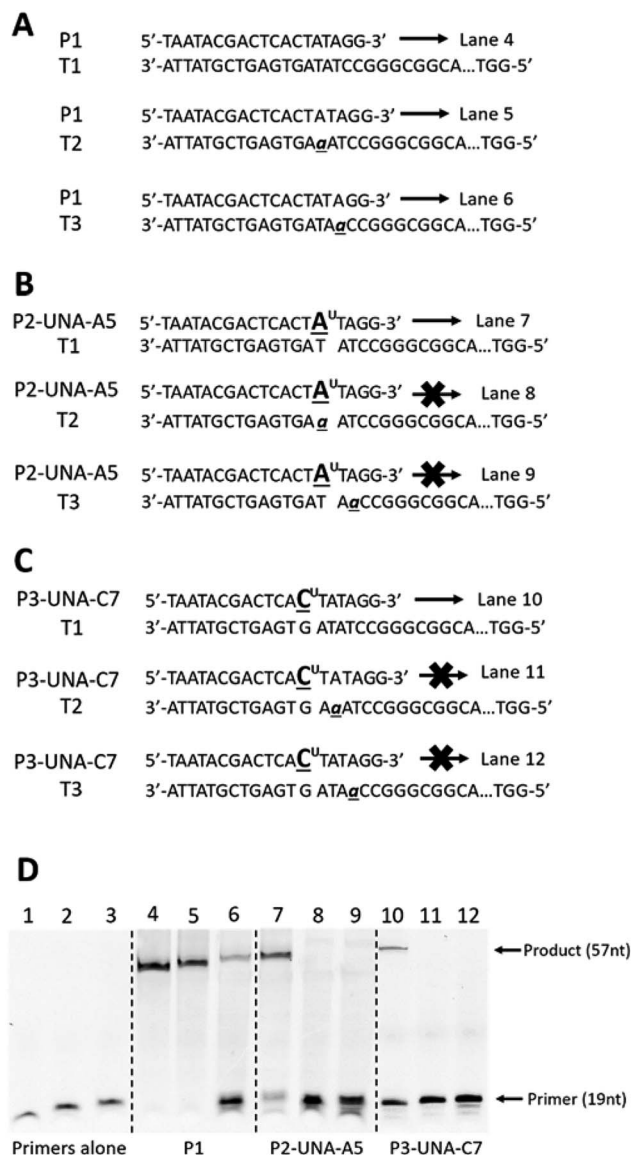 A
P1 5’-TAATACGACTCACTATAGG-3’ Lane 4
T1 3’-ATTATGCTGAGTGATATCCGGGCGGCA...TGG-5’
P1 5’-TAATACGACTCACTATAGG-3’ Lane 5
T2 3’-ATTATGCTGAGTGAaATCCGGGCGGCA...TGG-5’
P1 5’-TAATACGACTCACTATAGG-3’ Lane 6
T3 3’-ATTATGCTGAGTGATAaCCGGGCGGCA...TGG-5’
B
P2-UNA-A5 5’-TAATACGACTCACTAᵁTAGG-3’ Lane 7
T1 3’-ATTATGCTGAGTGAT ATCCGGGCGGCA...TGG-5’
P2-UNA-A5 5’-TAATACGACTCACTAᵁTAGG-3’ Lane 8
T2 3’-ATTATGCTGAGTGAa ATCCGGGCGGCA...TGG-5’
P2-UNA-A5 5’-TAATACGACTCACTAᵁTAGG-3’ Lane 9
T3 3’-ATTATGCTGAGTGAT AaCCGGGCGGCA...TGG-5’
C
P3-UNA-C7 5’-TAATACGACTCACᵁTATAGG-3’ Lane 10
T1 3’-ATTATGCTGAGT G ATATCCGGGCGGCA...TGG-5’
P3-UNA-C7 5’-TAATACGACTCACᵁTATAGG-3’ Lane 11
T2 3’-ATTATGCTGAGT G AaATCCGGGCGGCA...TGG-5’
P3-UNA-C7 5’-TAATACGACTCACᵁTATAGG-3’ Lane 12
T3 3’-ATTATGCTGAGT G ATAaCCGGGCGGCA...TGG-5’
D
1 2 3 4 5 6 7 8 9 10 11 12
Product (57nt)
Primer (19nt)
Primers alone P1 P2-UNA-A5 P3-UNA-C7